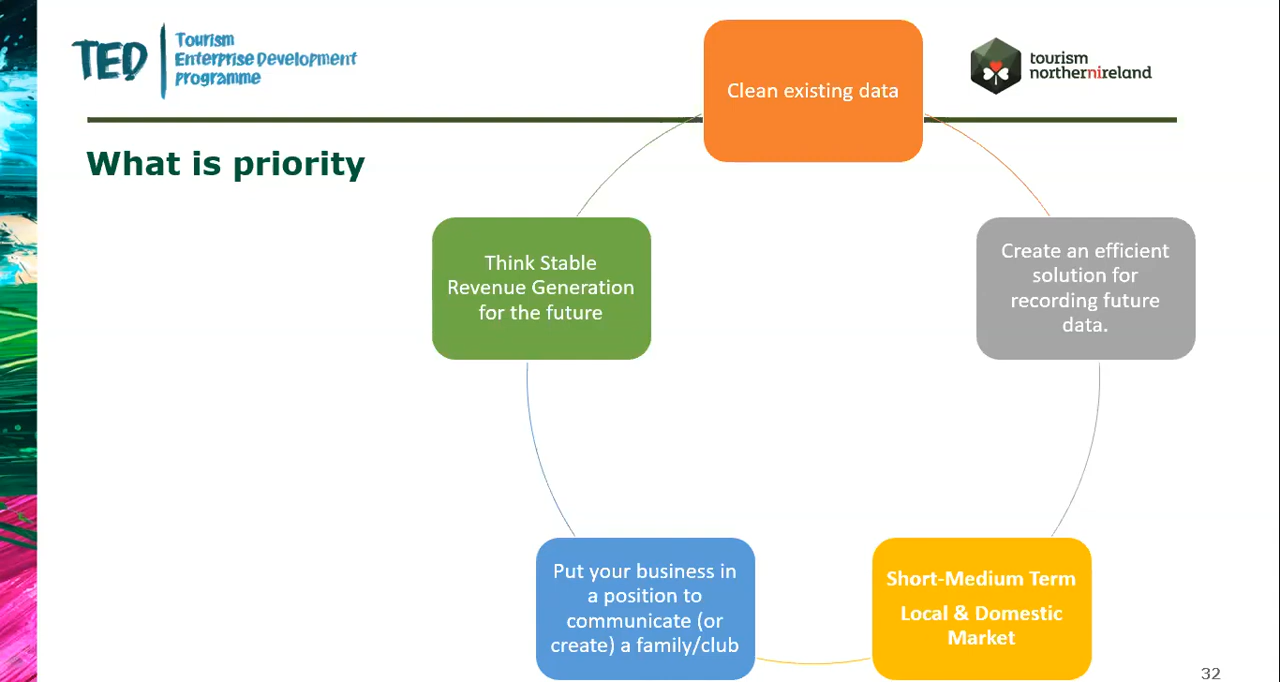 TED
Tourism
Enterprise Development
programme
tourism
northernireland
What is priority
Clean existing data
Create an efficient
solution for
recording future
data.
Short-Medium Term
Local & Domestic
Market
Put your business in
a position to
communicate (or
create) a family/club
Think Stable
Revenue Generation
for the future
32